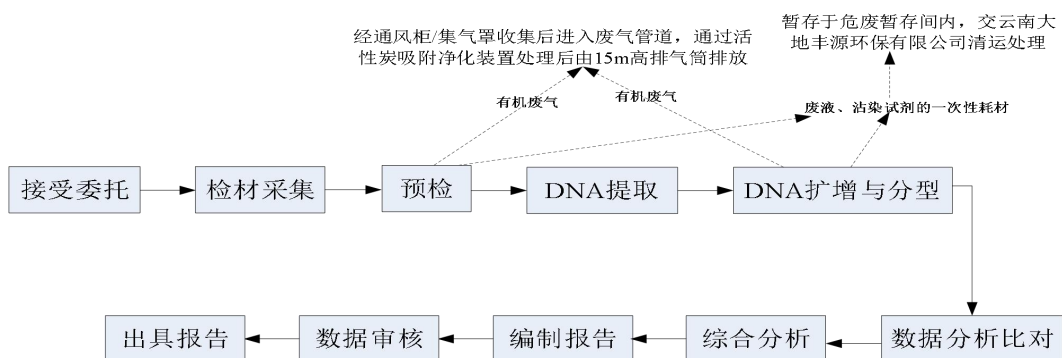 经通风柜/集气罩收集后进入废气管道，通过活
性炭吸附净化装置处理后由15m高排气筒排放
暂存于危废暂存间内，交云南大
地丰源环保有限公司清运处理
有机废气
有机废气
废液、沾染试剂的一次性耗材
接受委托
检材采集
预检
DNA提取
DNA扩增与分型
出具报告
数据审核
编制报告
综合分析
数据分析比对